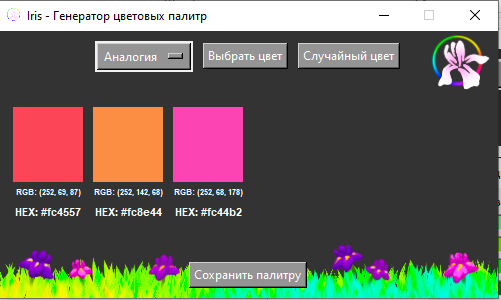 Iris - Генератор цветовых палитр
Аналогия
Выбрать цвет
Случайный цвет
RGB: (252, 69, 87)
RGB: (252, 142, 68)
RGB: (252, 68, 178)
HEX: #fc4557
HEX: #fc8e44
HEX: #fc44b2
Сохранить палитру